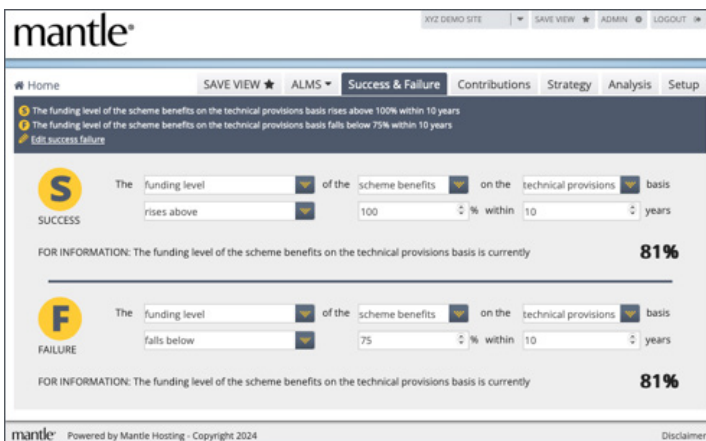 XYZ DEMO SITE SAVE VIEW ADMIN LOGOUT
mantle®
Home SAVE VIEW ALMS Success & Failure Contributions Strategy Analysis Setup
S The funding level of the scheme benefits on the technical provisions basis rises above 100% within 10 years
F The funding level of the scheme benefits on the technical provisions basis falls below 75% within 10 years
Edit success failure
S The funding level of the scheme benefits on the technical provisions basis
SUCCESS rises above 100 % within 10 years
FOR INFORMATION: The funding level of the scheme benefits on the technical provisions basis is currently 81%
F The funding level of the scheme benefits on the technical provisions basis
FAILURE falls below 75 % within 10 years
FOR INFORMATION: The funding level of the scheme benefits on the technical provisions basis is currently 81%
mantle® Powered by Mantle Hosting - Copyright 2024 Disclaimer